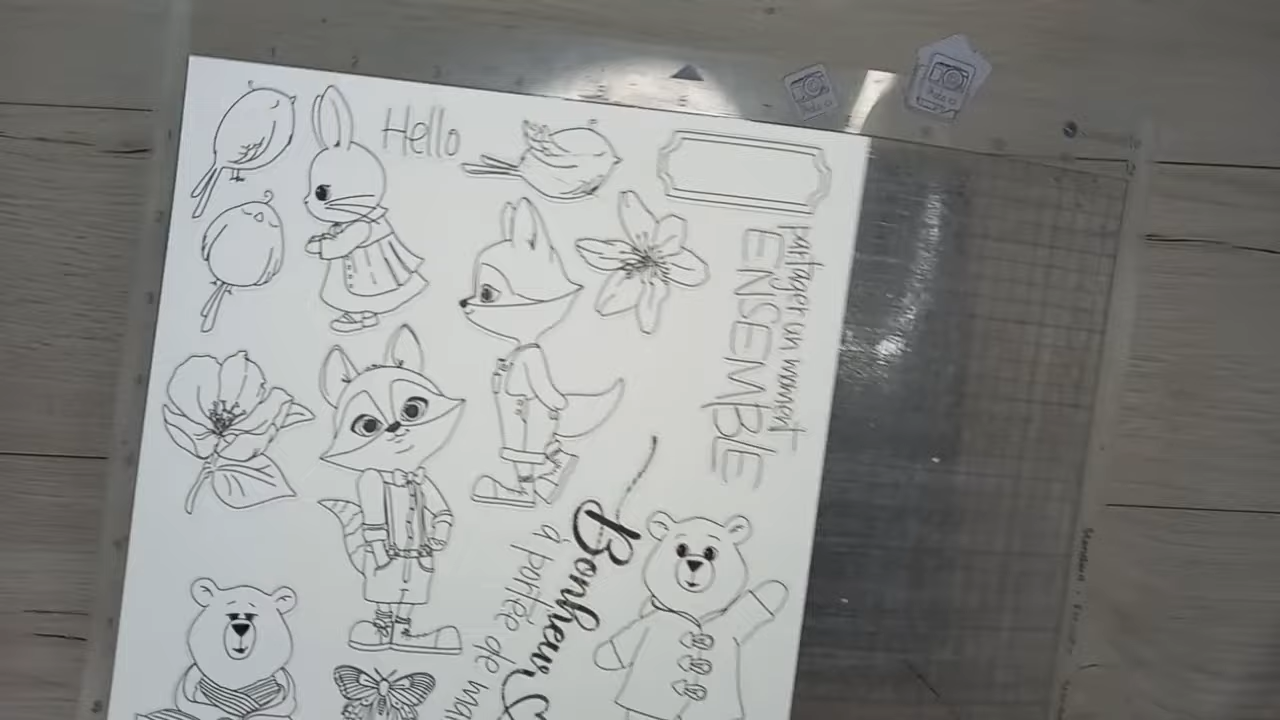 Hello
partager un moment
ENSEMBLE
Bonheur
à portée de